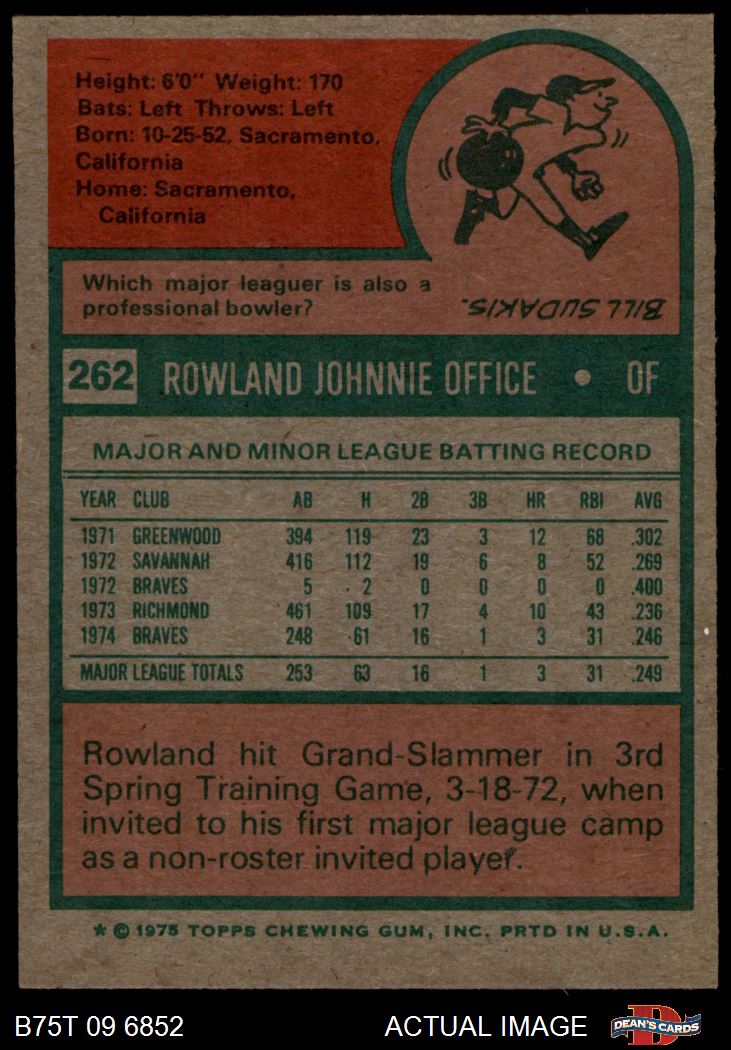 Height: 6'0" Weight: 170
Bats: Left Throws: Left
Born: 10-25-52, Sacramento,
California
Home: Sacramento,
California
Which major leaguer is also a
professional bowler?
BILL SUDAKIS.
262 ROWLAND JOHNNIE OFFICE • OF
MAJOR AND MINOR LEAGUE BATTING RECORD
YEAR CLUB AB H 2B 3B HR RBI AVG
1971 GREENWOOD 394 119 23 3 12 68 .302
1972 SAVANNAH 416 112 19 6 8 52 .269
1972 BRAVES 5 2 0 0 0 0 .400
1973 RICHMOND 461 109 17 4 10 43 .236
1974 BRAVES 248 61 16 1 3 31 .246
MAJOR LEAGUE TOTALS 253 63 16 1 3 31 .249
Rowland hit Grand-Slammer in 3rd
Spring Training Game, 3-18-72, when
invited to his first major league camp
as a non-roster invited player.
* © 1975 TOPPS CHEWING GUM, INC. PRTD IN U.S.A.
B75T 09 6852 ACTUAL IMAGE DEAN'S CARDS